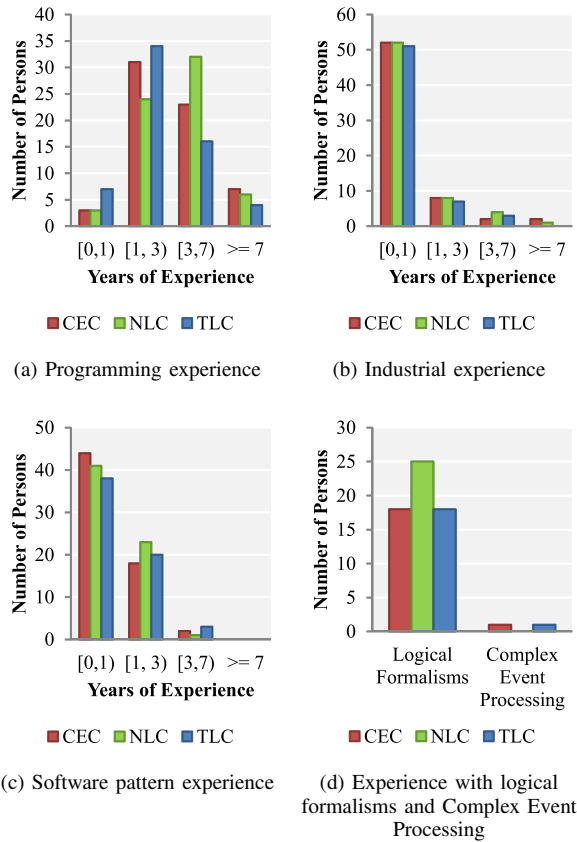 40
35
30
25
20
15
10
5
0
Number of Persons
[0,1) [1, 3) [3,7) >= 7
Years of Experience
CEC NLC TLC
(a) Programming experience
60
50
40
30
20
10
0
Number of Persons
[0,1) [1, 3) [3,7) >= 7
Years of Experience
CEC NLC TLC
(b) Industrial experience
50
40
30
20
10
0
Number of Persons
[0,1) [1, 3) [3,7) >= 7
Years of Experience
CEC NLC TLC
(c) Software pattern experience
30
25
20
15
10
5
0
Number of Persons
Logical
Formalisms
Complex
Event
Processing
CEC NLC TLC
(d) Experience with logical
formalisms and Complex Event
Processing